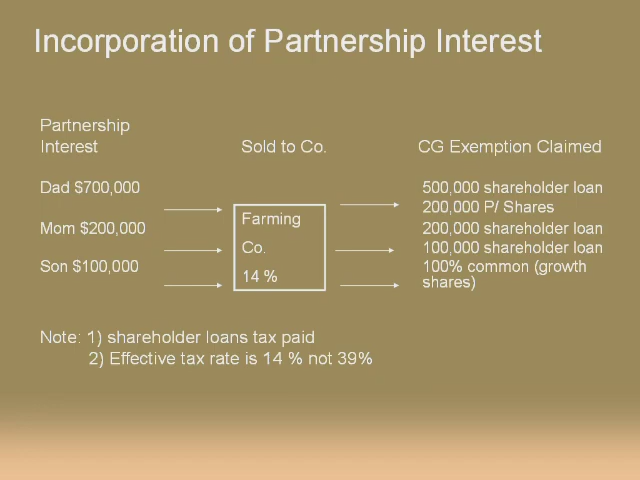 Incorporation of Partnership Interest
Partnership
Interest
Sold to Co.
CG Exemption Claimed
Dad $700,000
Mom $200,000
Son $100,000
Farming
Co.
14 %
500,000 shareholder loan
200,000 P/ Shares
200,000 shareholder loan
100,000 shareholder loan
100% common (growth
shares)
Note: 1) shareholder loans tax paid
2) Effective tax rate is 14 % not 39%